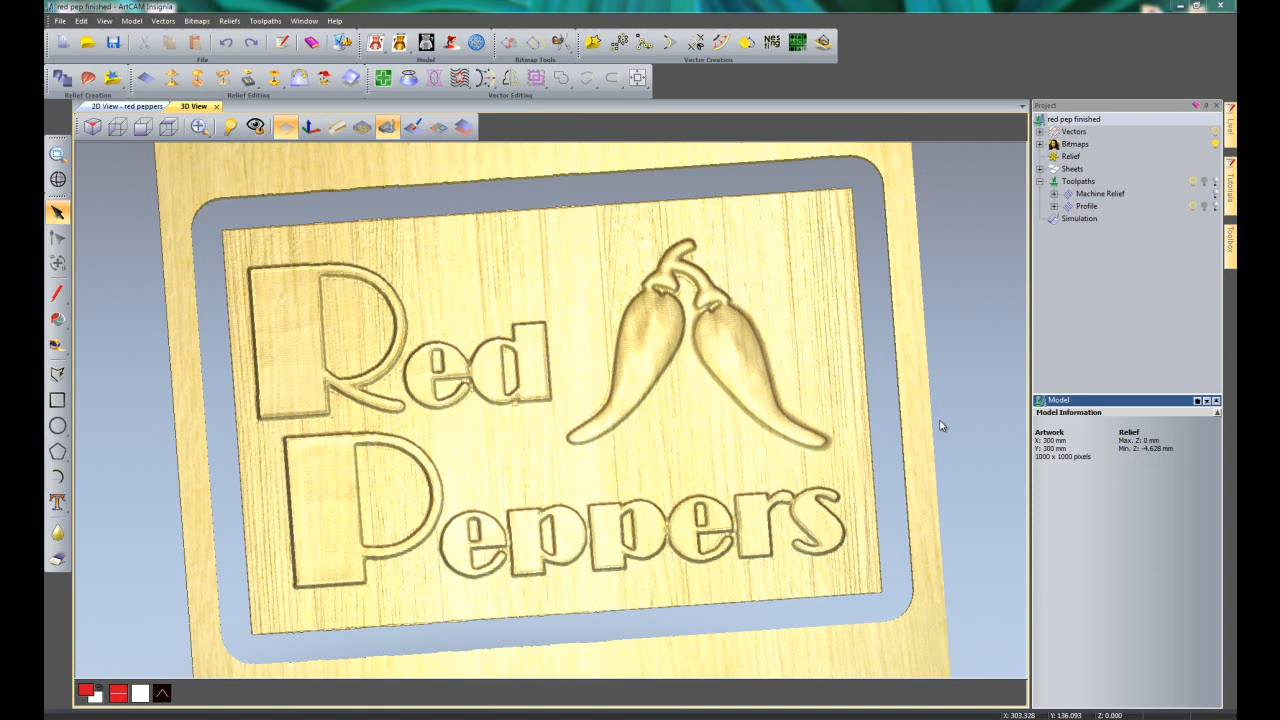 red pep finished - ArtCAM Insignia
File Edit View Model Vectors Bitmaps Reliefs Toolpaths Window Help
File Model Bitmap Tools Vector Creation
Relief Creation Relief Editing Vector Editing
2D View - red peppers 3D View
Red
Peppers
Project
red pep finished
Vectors
Bitmaps
Relief
Sheets
Toolpaths
Machine Relief
Profile
Simulation
Layer
Tutorials
Toolbox
Model
Model Information
Artwork Relief
X: 300 mm Max. Z: 0 mm
Y: 300 mm Min. Z: -4.628 mm
1000 x 1000 pixels
X: 303.328 Y: 136.093 Z: 0.000